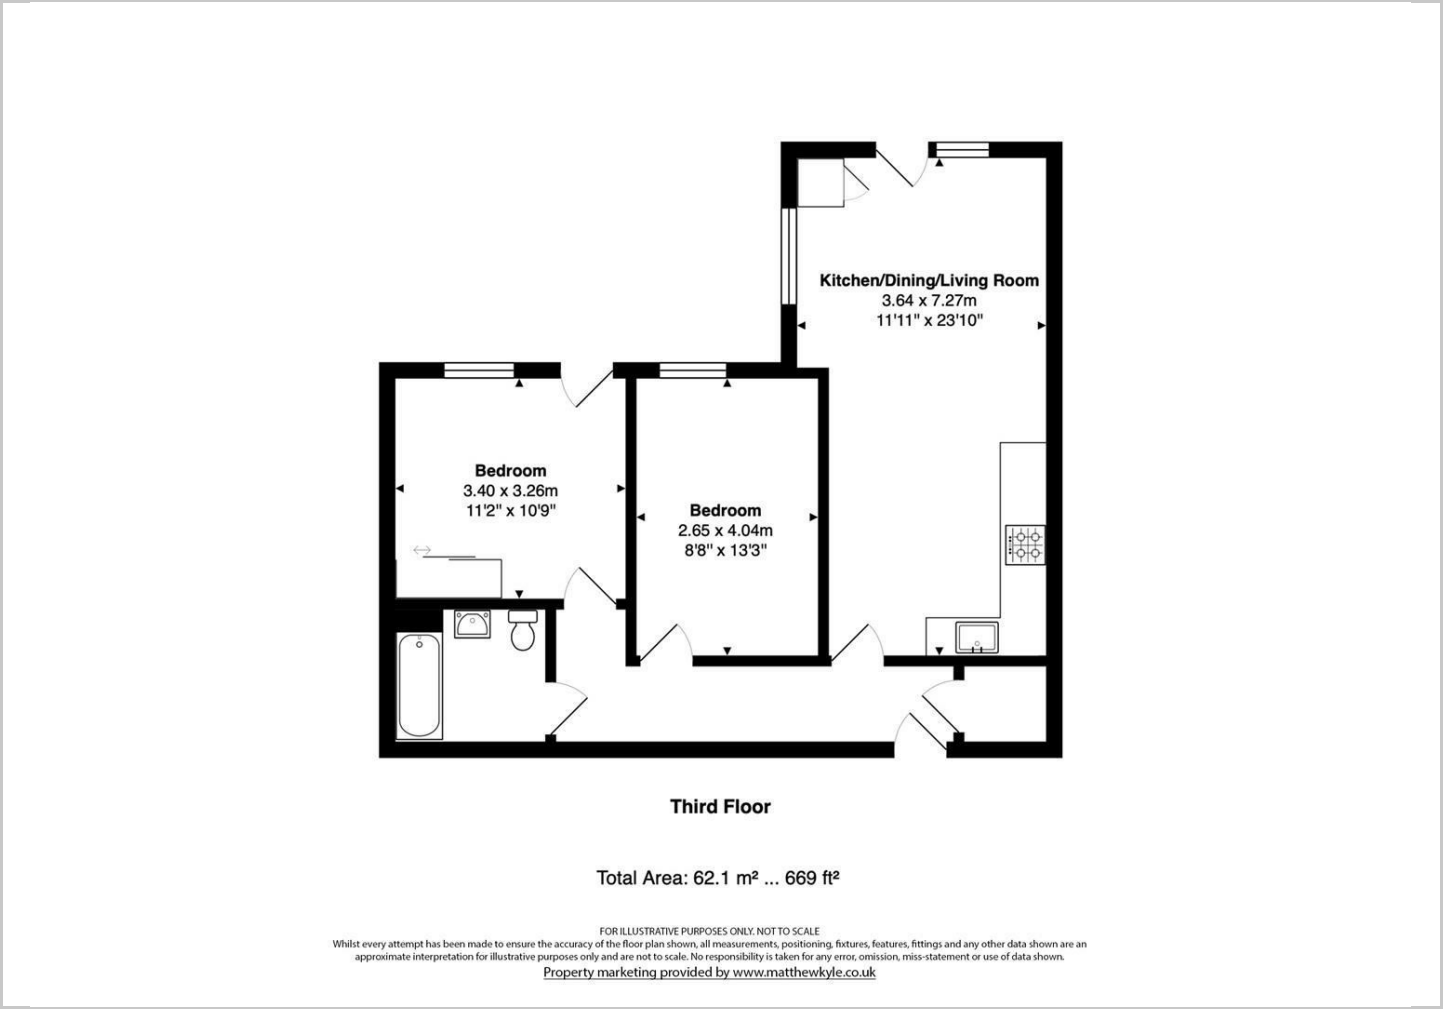 Kitchen/Dining/Living Room
3.64 x 7.27m
11'11" x 23'10"
Bedroom
3.40 x 3.26m
11'2" x 10'9"
Bedroom
2.65 x 4.04m
8'8" x 13'3"
Third Floor
Total Area: 62.1 m² ... 669 ft²
FOR ILLUSTRATIVE PURPOSES ONLY. NOT TO SCALE
Whilst every attempt has been made to ensure the accuracy of the floor plan shown, all measurements, positioning, fixtures, features, fittings and any other data shown are an
approximate interpretation for illustrative purposes only and are not to scale. No responsibility is taken for any error, omission, miss-statement or use of data shown.
Property marketing provided by www.matthewkyle.co.uk